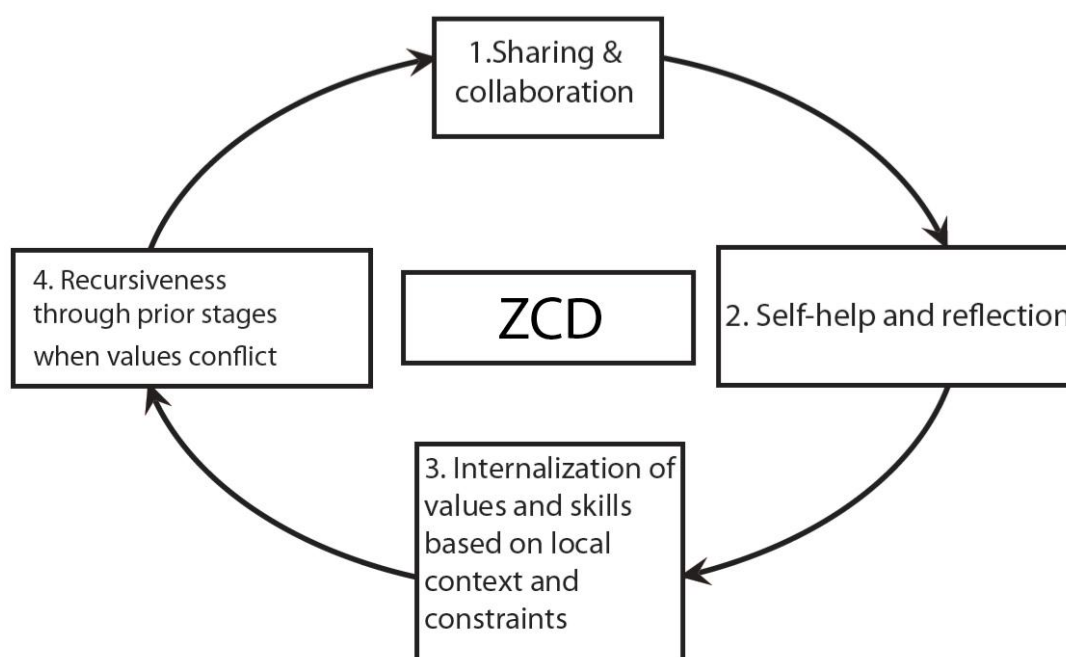 1.Sharing &
collaboration
2. Self-help and reflection
3. Internalization of
values and skills
based on local
context and
constraints
4. Recursiveness
through prior stages
when values conflict
ZCD